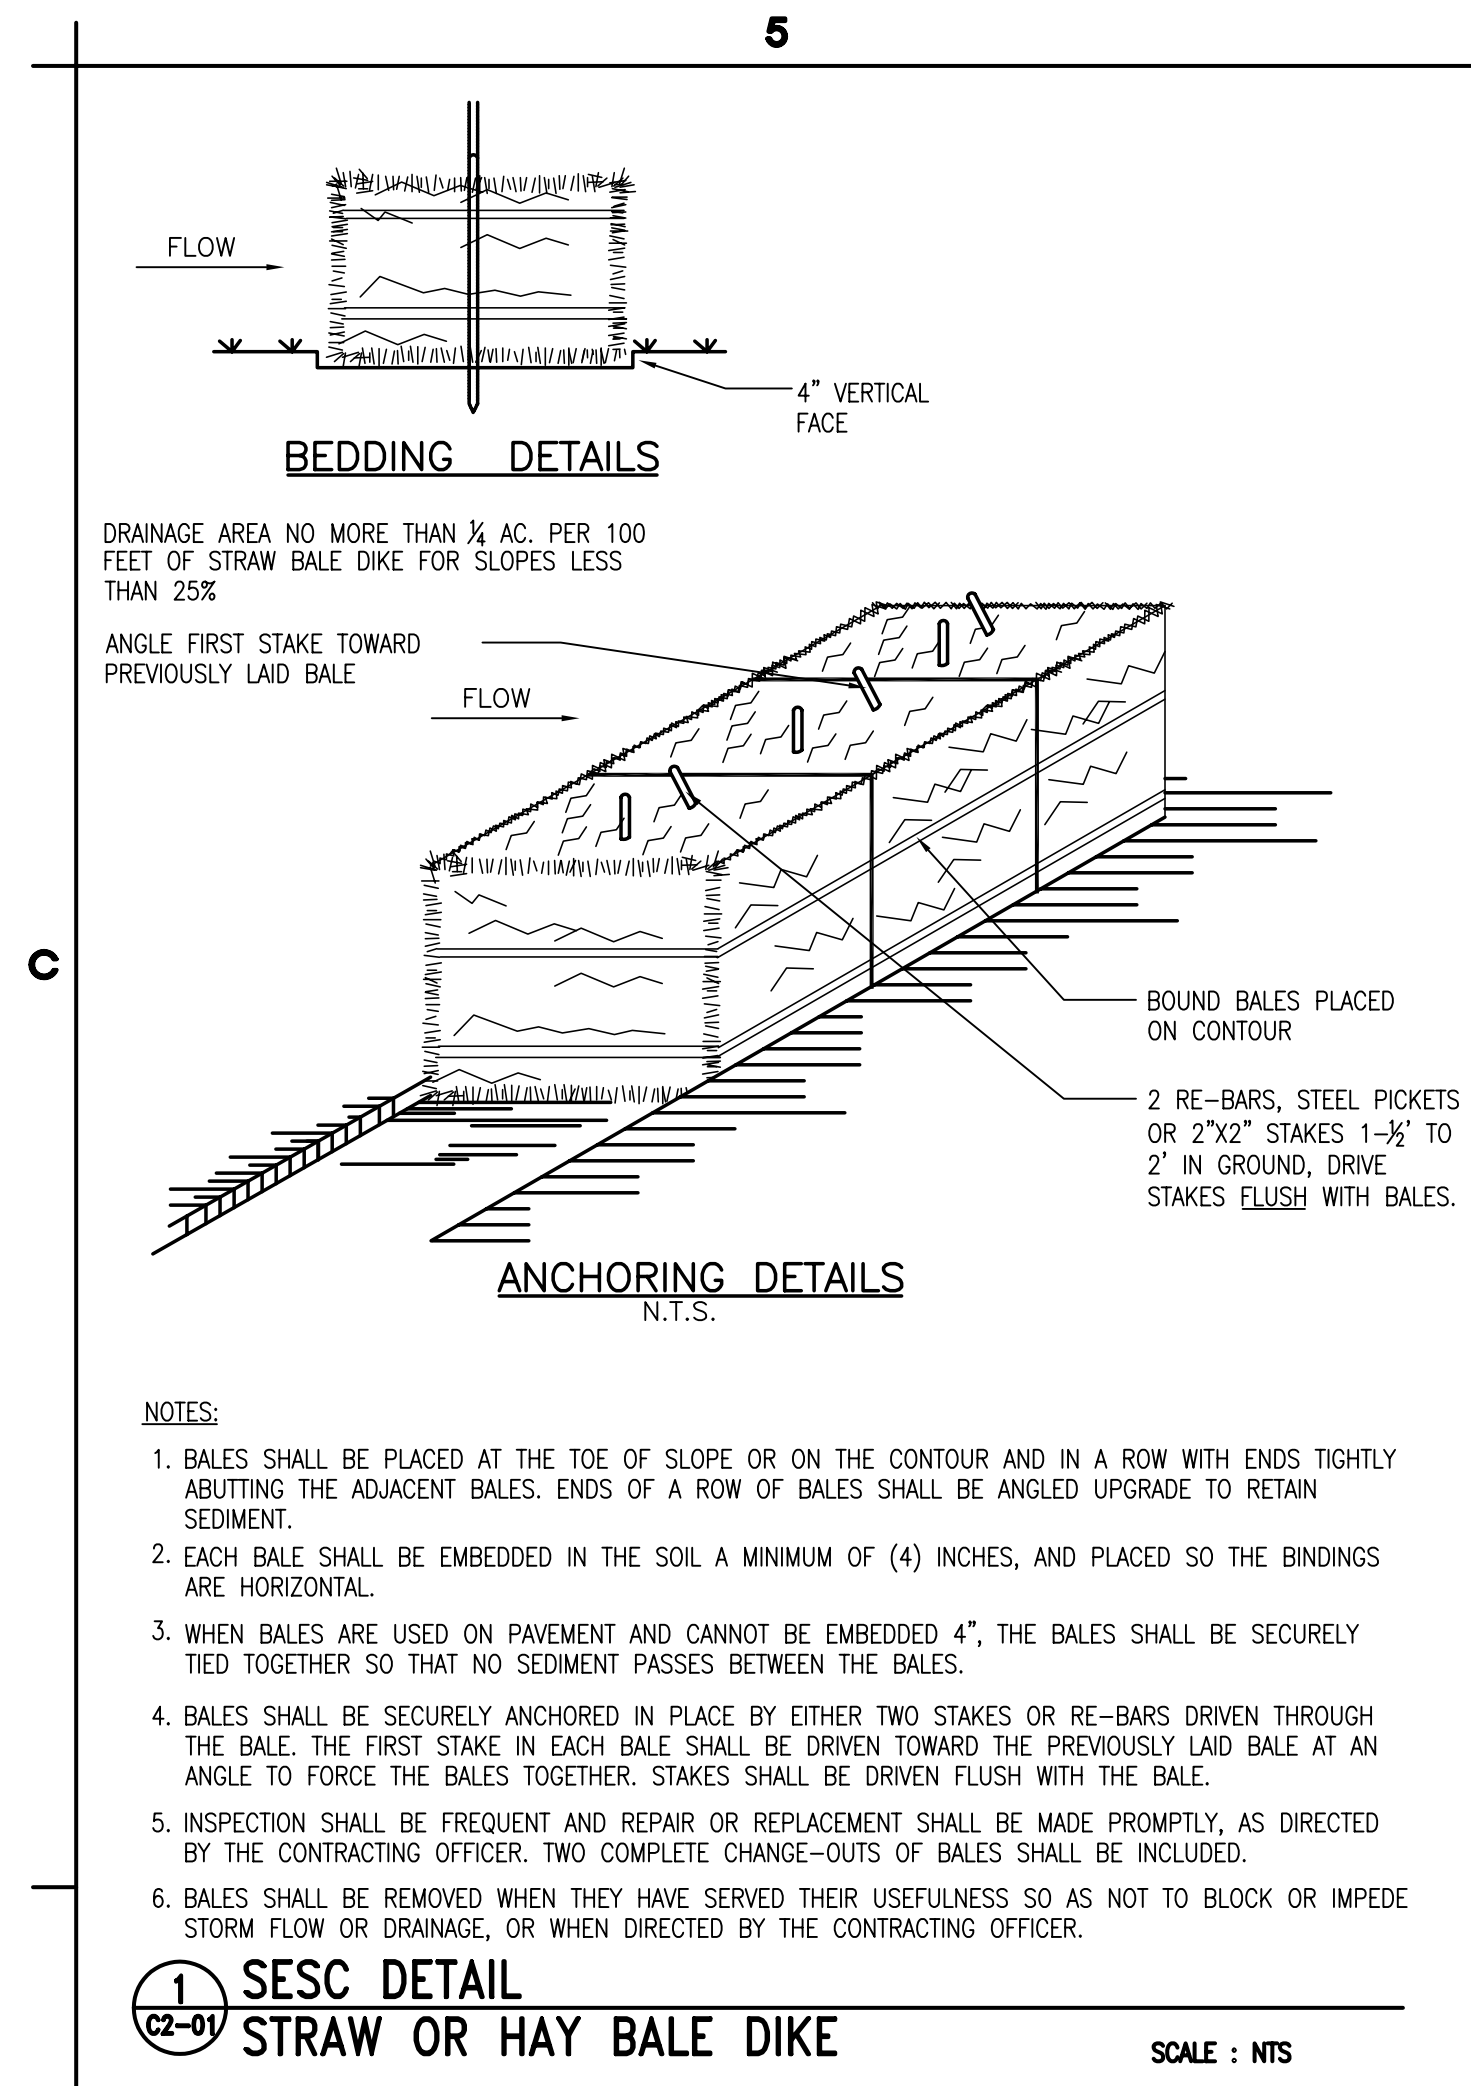 5
FLOW
4" VERTICAL
FACE
BEDDING DETAILS
DRAINAGE AREA NO MORE THAN ¼ AC. PER 100
FEET OF STRAW BALE DIKE FOR SLOPES LESS
THAN 25%
ANGLE FIRST STAKE TOWARD
PREVIOUSLY LAID BALE
FLOW
C
BOUND BALES PLACED
ON CONTOUR
2 RE-BARS, STEEL PICKETS
OR 2"X2" STAKES 1-½' TO
2' IN GROUND, DRIVE
STAKES FLUSH WITH BALES.
ANCHORING DETAILS
N.T.S.
NOTES:
1. BALES SHALL BE PLACED AT THE TOE OF SLOPE OR ON THE CONTOUR AND IN A ROW WITH ENDS TIGHTLY
ABUTTING THE ADJACENT BALES. ENDS OF A ROW OF BALES SHALL BE ANGLED UPGRADE TO RETAIN
SEDIMENT.
2. EACH BALE SHALL BE EMBEDDED IN THE SOIL A MINIMUM OF (4) INCHES, AND PLACED SO THE BINDINGS
ARE HORIZONTAL.
3. WHEN BALES ARE USED ON PAVEMENT AND CANNOT BE EMBEDDED 4", THE BALES SHALL BE SECURELY
TIED TOGETHER SO THAT NO SEDIMENT PASSES BETWEEN THE BALES.
4. BALES SHALL BE SECURELY ANCHORED IN PLACE BY EITHER TWO STAKES OR RE-BARS DRIVEN THROUGH
THE BALE. THE FIRST STAKE IN EACH BALE SHALL BE DRIVEN TOWARD THE PREVIOUSLY LAID BALE AT AN
ANGLE TO FORCE THE BALES TOGETHER. STAKES SHALL BE DRIVEN FLUSH WITH THE BALE.
5. INSPECTION SHALL BE FREQUENT AND REPAIR OR REPLACEMENT SHALL BE MADE PROMPTLY, AS DIRECTED
BY THE CONTRACTING OFFICER. TWO COMPLETE CHANGE-OUTS OF BALES SHALL BE INCLUDED.
6. BALES SHALL BE REMOVED WHEN THEY HAVE SERVED THEIR USEFULNESS SO AS NOT TO BLOCK OR IMPEDE
STORM FLOW OR DRAINAGE, OR WHEN DIRECTED BY THE CONTRACTING OFFICER.
1
C2-01
SESC DETAIL
STRAW OR HAY BALE DIKE
SCALE : NTS